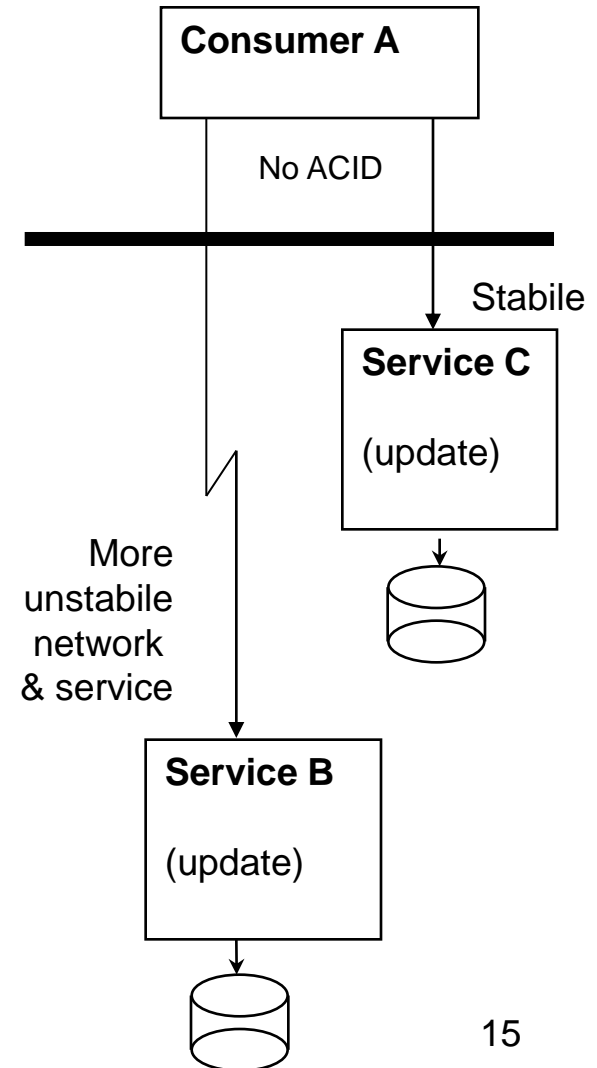 Consumer A
No ACID
Stabile
Service C
(update)
More
unstabile
network
& service
Service B
(update)
15